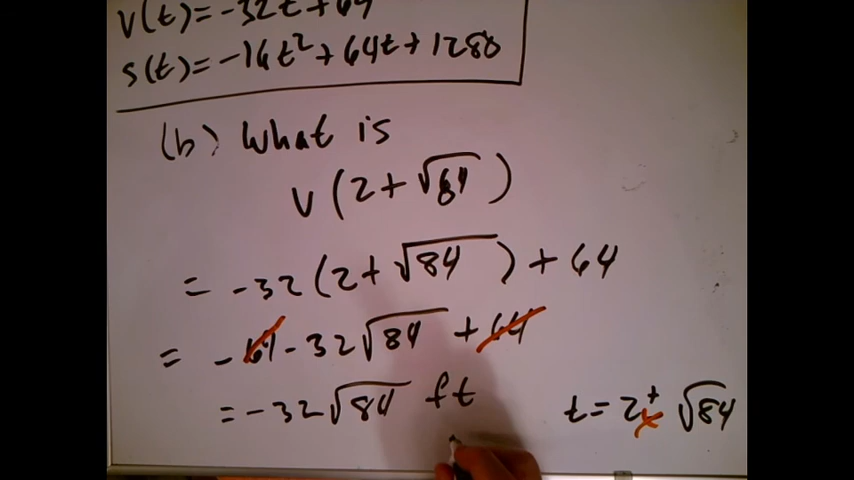 v(t)=-32t+64
s(t)=-16t²+64t+1280
(b) What is
v(2+√84)
= -32(2+√84)+64
= -64-32√84+64
=-32√84 ft
t=2±√84